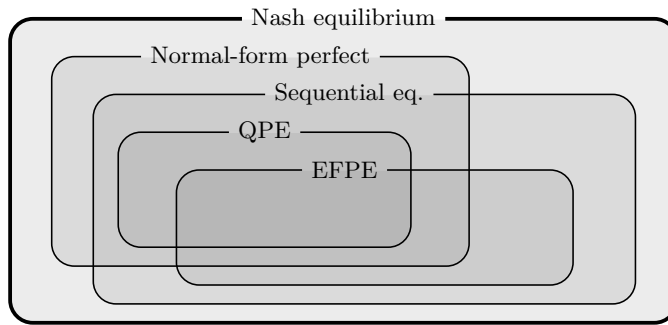 Nash equilibrium
Normal-form perfect
Sequential eq.
QPE
EFPE